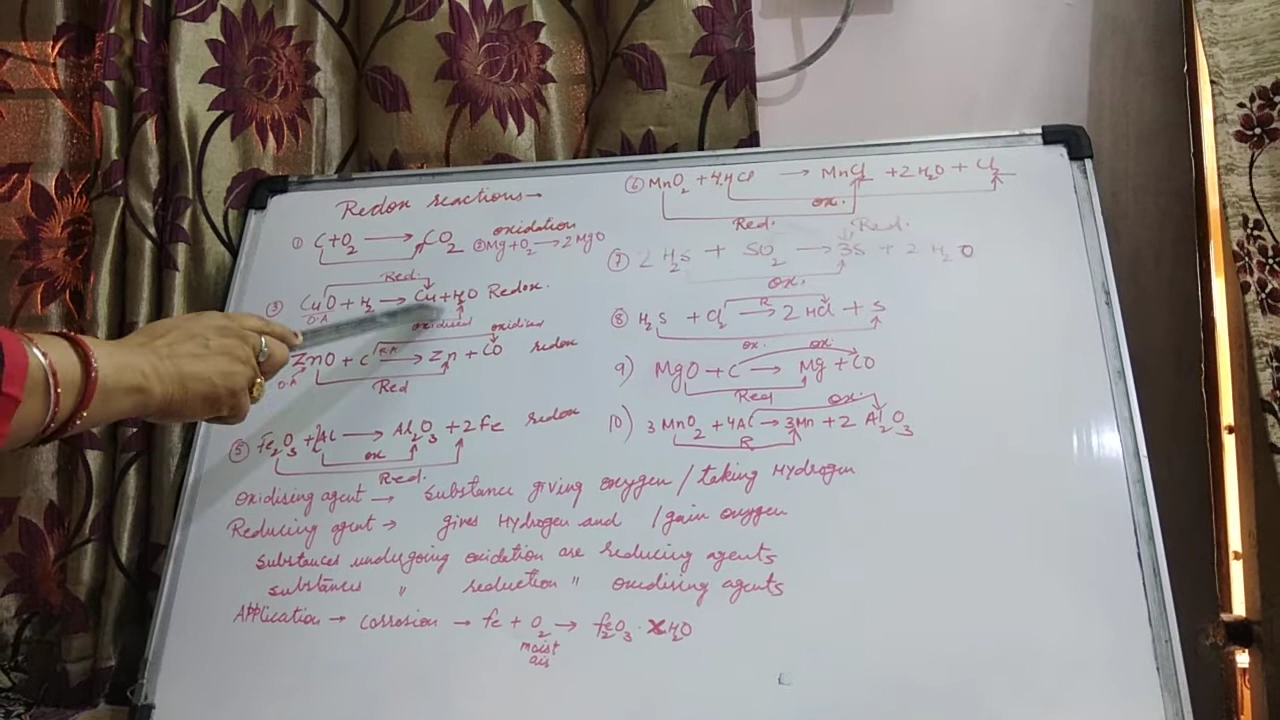 Redox reactions→
① C+O₂ → CO₂ oxidation ②Mg+O₂→2MgO
Red.
③ CuO + H₂ → Cu+H₂O Redox.
O.A oxidised oxidised
ZnO + C → Zn + CO redox
R.A
O.A Red
⑤ Fe₂O₃ + Al → Al₂O₃ + 2Fe redox
ox
Red.
⑥ MnO₂ + 4HCl → MnCl₂ + 2H₂O + Cl₂
ox.
Red.
Red.
⑦ 2H₂S + SO₂ → 3S + 2H₂O
ox.
R
⑧ H₂S + Cl₂ → 2HCl + S
ox. ox.
9) MgO + C → Mg + CO
Red
ox.
10) 3MnO₂ + 4Al → 3Mn + 2Al₂O₃
R
Oxidising agent → Substance giving oxygen / taking Hydrogen
Reducing agent → gives Hydrogen and / gain oxygen
Substances undergoing oxidation are reducing agents
substances " reduction " oxidising agents
Application → Corrosion → Fe + O₂ → Fe₂O₃. XH₂O
moist
air